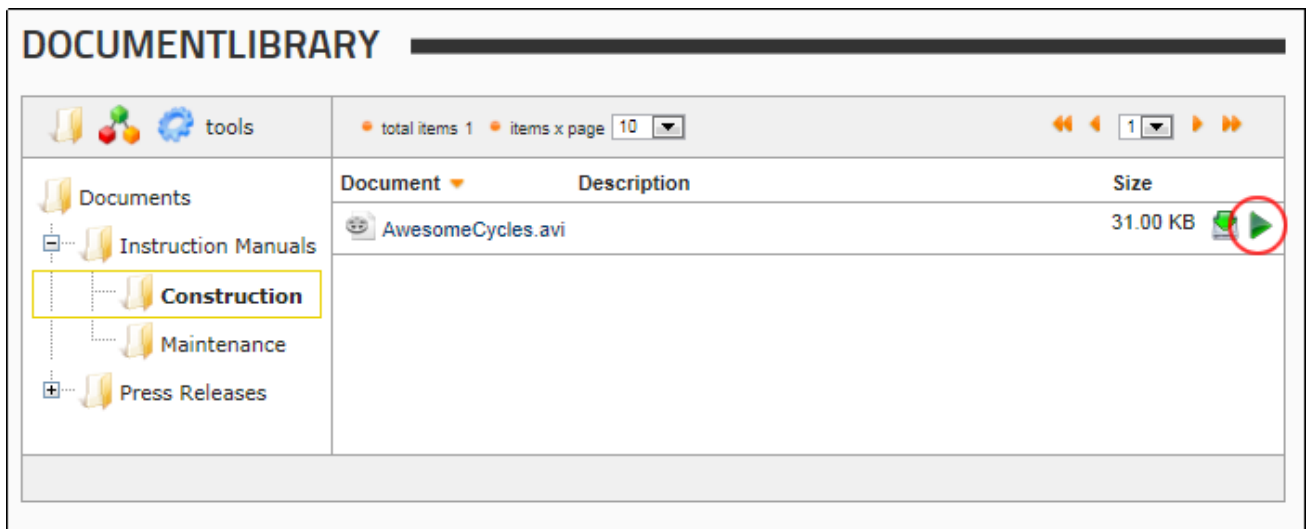 DOCUMENTLIBRARY
tools
total items 1 items x page 10
1
Documents
Instruction Manuals
Construction
Maintenance
Press Releases
Document Description Size
AwesomeCycles.avi 31.00 KB